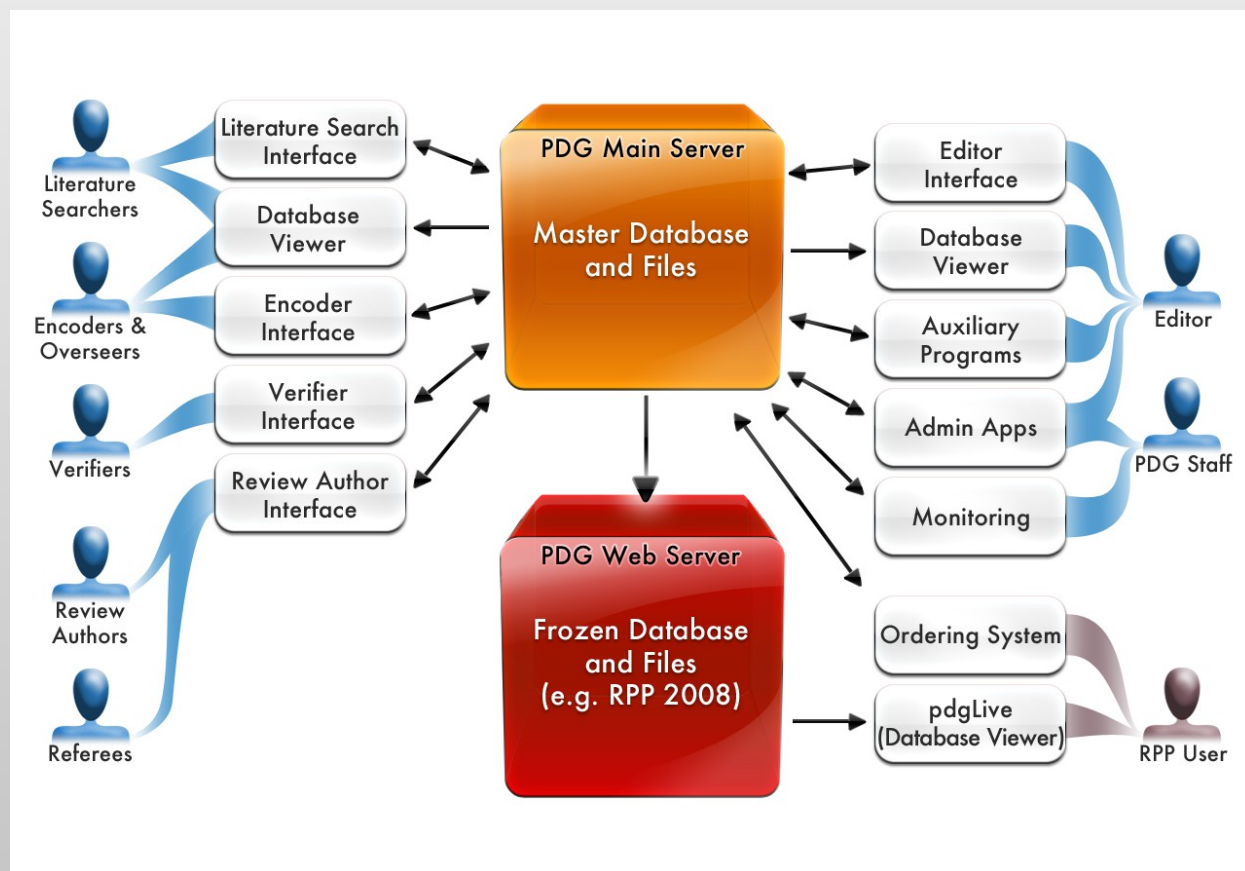 Literature Search
Interface
Literature
Searchers
Database
Viewer
Encoder
Interface
Encoders &
Overseers
Verifier
Interface
Verifiers
Review Author
Interface
Review
Authors
Referees
PDG Main Server
Master Database
and Files
PDG Web Server
Frozen Database
and Files
(e.g. RPP 2008)
Editor
Interface
Database
Viewer
Auxiliary
Programs
Admin Apps
Monitoring
Editor
PDG Staff
Ordering System
pdgLive
(Database Viewer)
RPP User